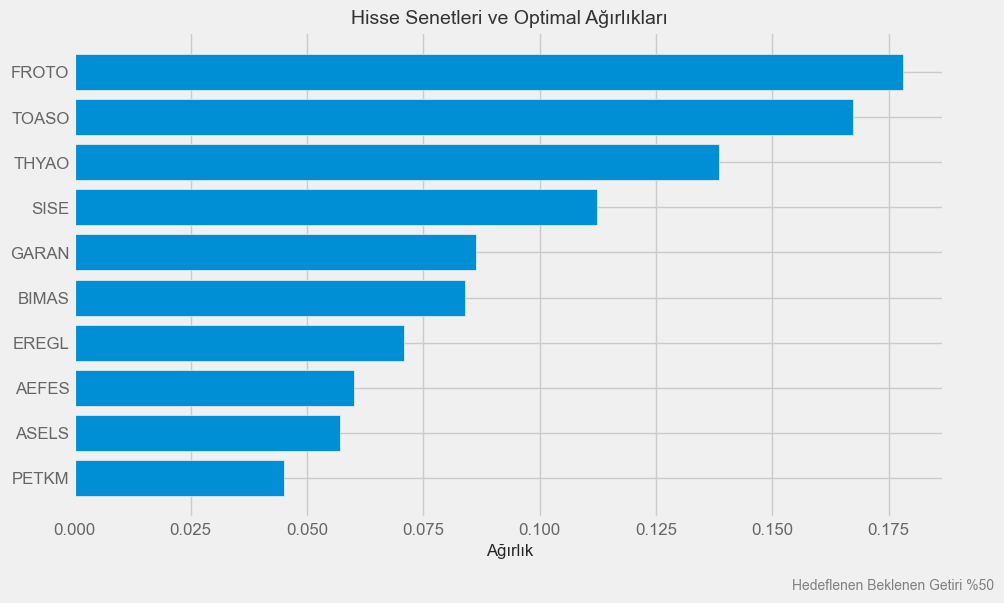 Hisse Senetleri ve Optimal Ağırlıkları
FROTO
TOASO
THYAO
SISE
GARAN
BIMAS
EREGL
AEFES
ASELS
PETKM
0.000 0.025 0.050 0.075 0.100 0.125 0.150 0.175
Ağırlık
Hedeflenen Beklenen Getiri %50